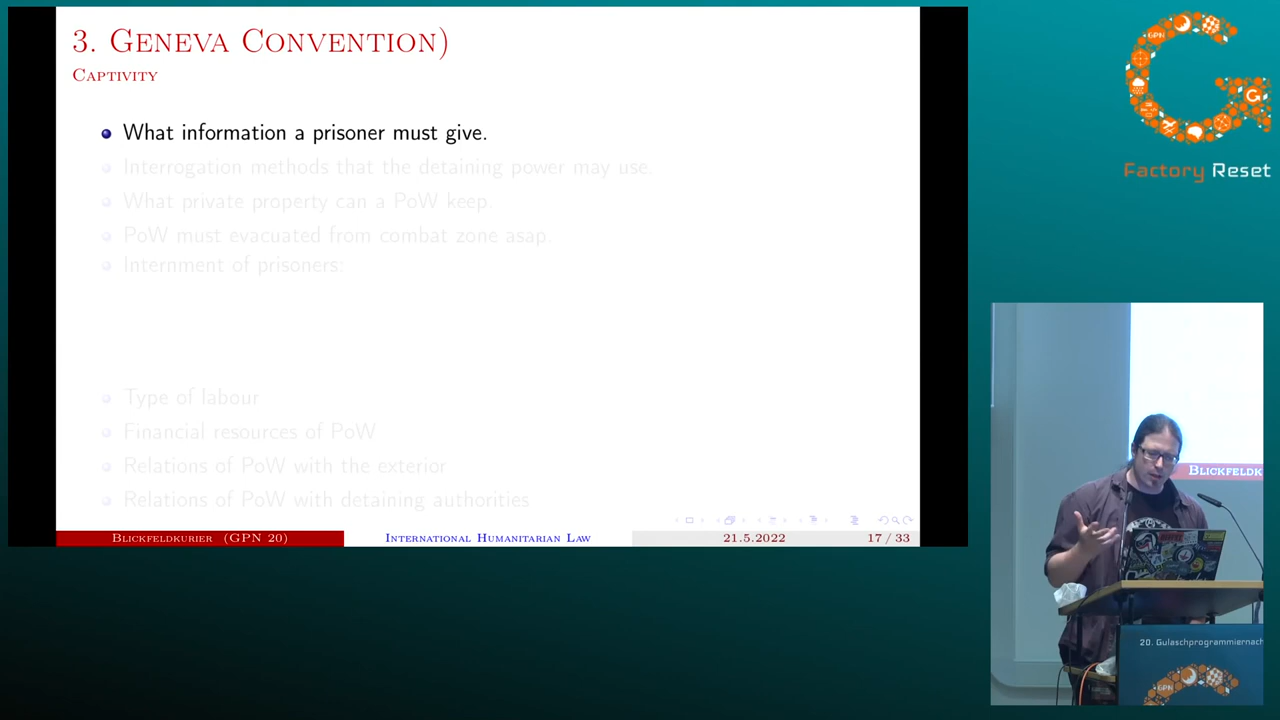 3. Geneva Convention)
Captivity
What information a prisoner must give.
Interrogation methods that the detaining power may use.
What private property can a PoW keep.
PoW must evacuated from combat zone asap.
Internment of prisoners:
Type of labour
Financial resources of PoW
Relations of PoW with the exterior
Relations of PoW with detaining authorities
Blickfeldkurier (GPN 20)
International Humanitarian Law
21.5.2022
17 / 33
GPN
G
Factory Reset
Blickfeldk
20. Gulaschprogrammiernach
GPN